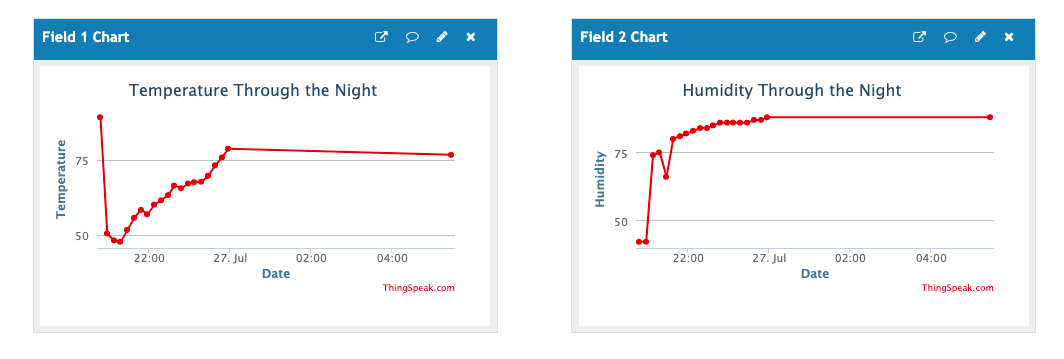 Field 1 Chart
Temperature Through the Night
Temperature
75
50
22:00
27. Jul
02:00
04:00
Date
ThingSpeak.com
Field 2 Chart
Humidity Through the Night
Humidity
75
50
22:00
27. Jul
02:00
04:00
Date
ThingSpeak.com